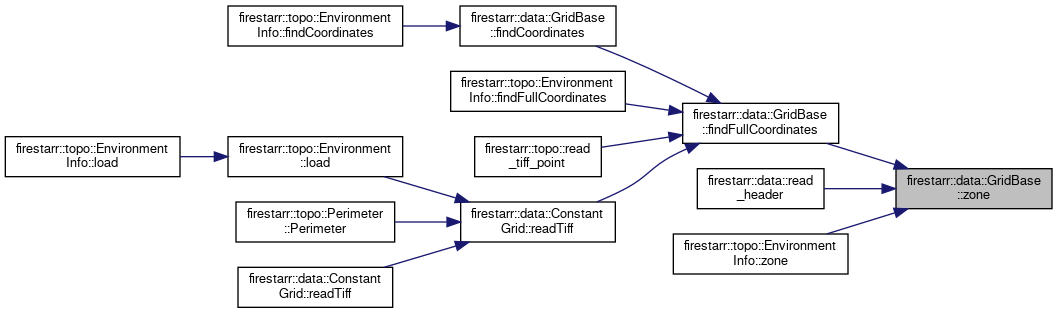 firestarr::topo::Environment
Info::findCoordinates
firestarr::data::GridBase
::findCoordinates
firestarr::topo::Environment
Info::findFullCoordinates
firestarr::data::GridBase
::findFullCoordinates
firestarr::topo::Environment
Info::load
firestarr::topo::Environment
::load
firestarr::topo::read
_tiff_point
firestarr::data::read
_header
firestarr::data::GridBase
::zone
firestarr::topo::Perimeter
::Perimeter
firestarr::data::Constant
Grid::readTiff
firestarr::topo::Environment
Info::zone
firestarr::data::Constant
Grid::readTiff